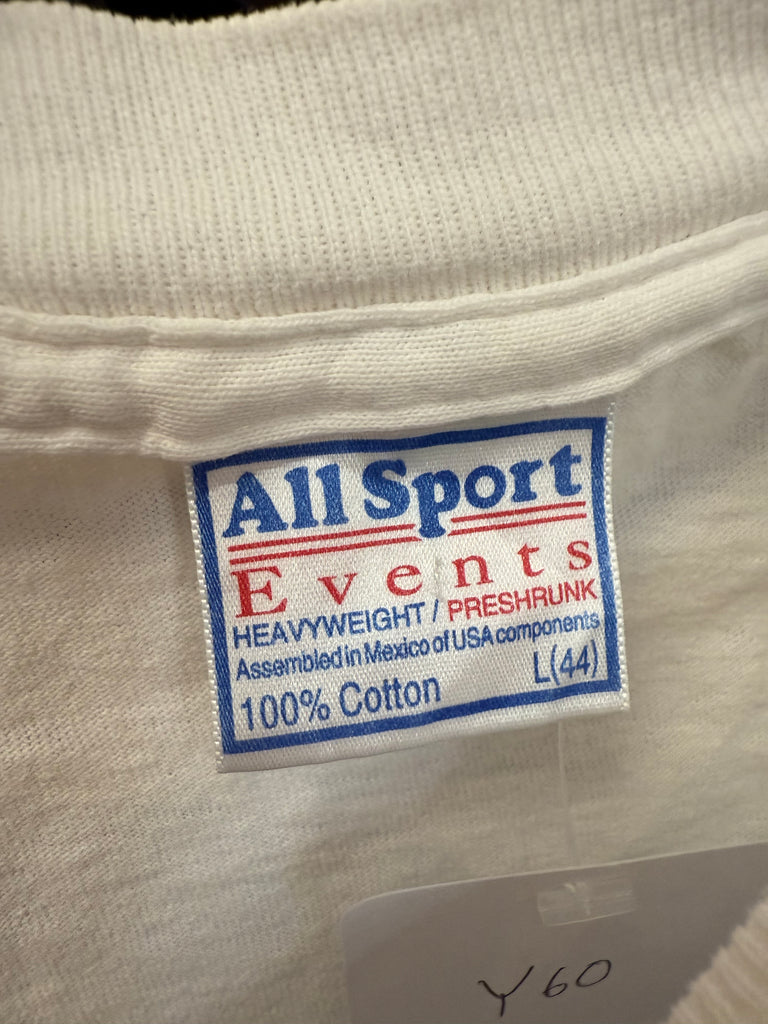 All Sport
Events
HEAVYWEIGHT / PRESHRUNK
Assembled in Mexico of USA components
L(44)
100% Cotton
Y60